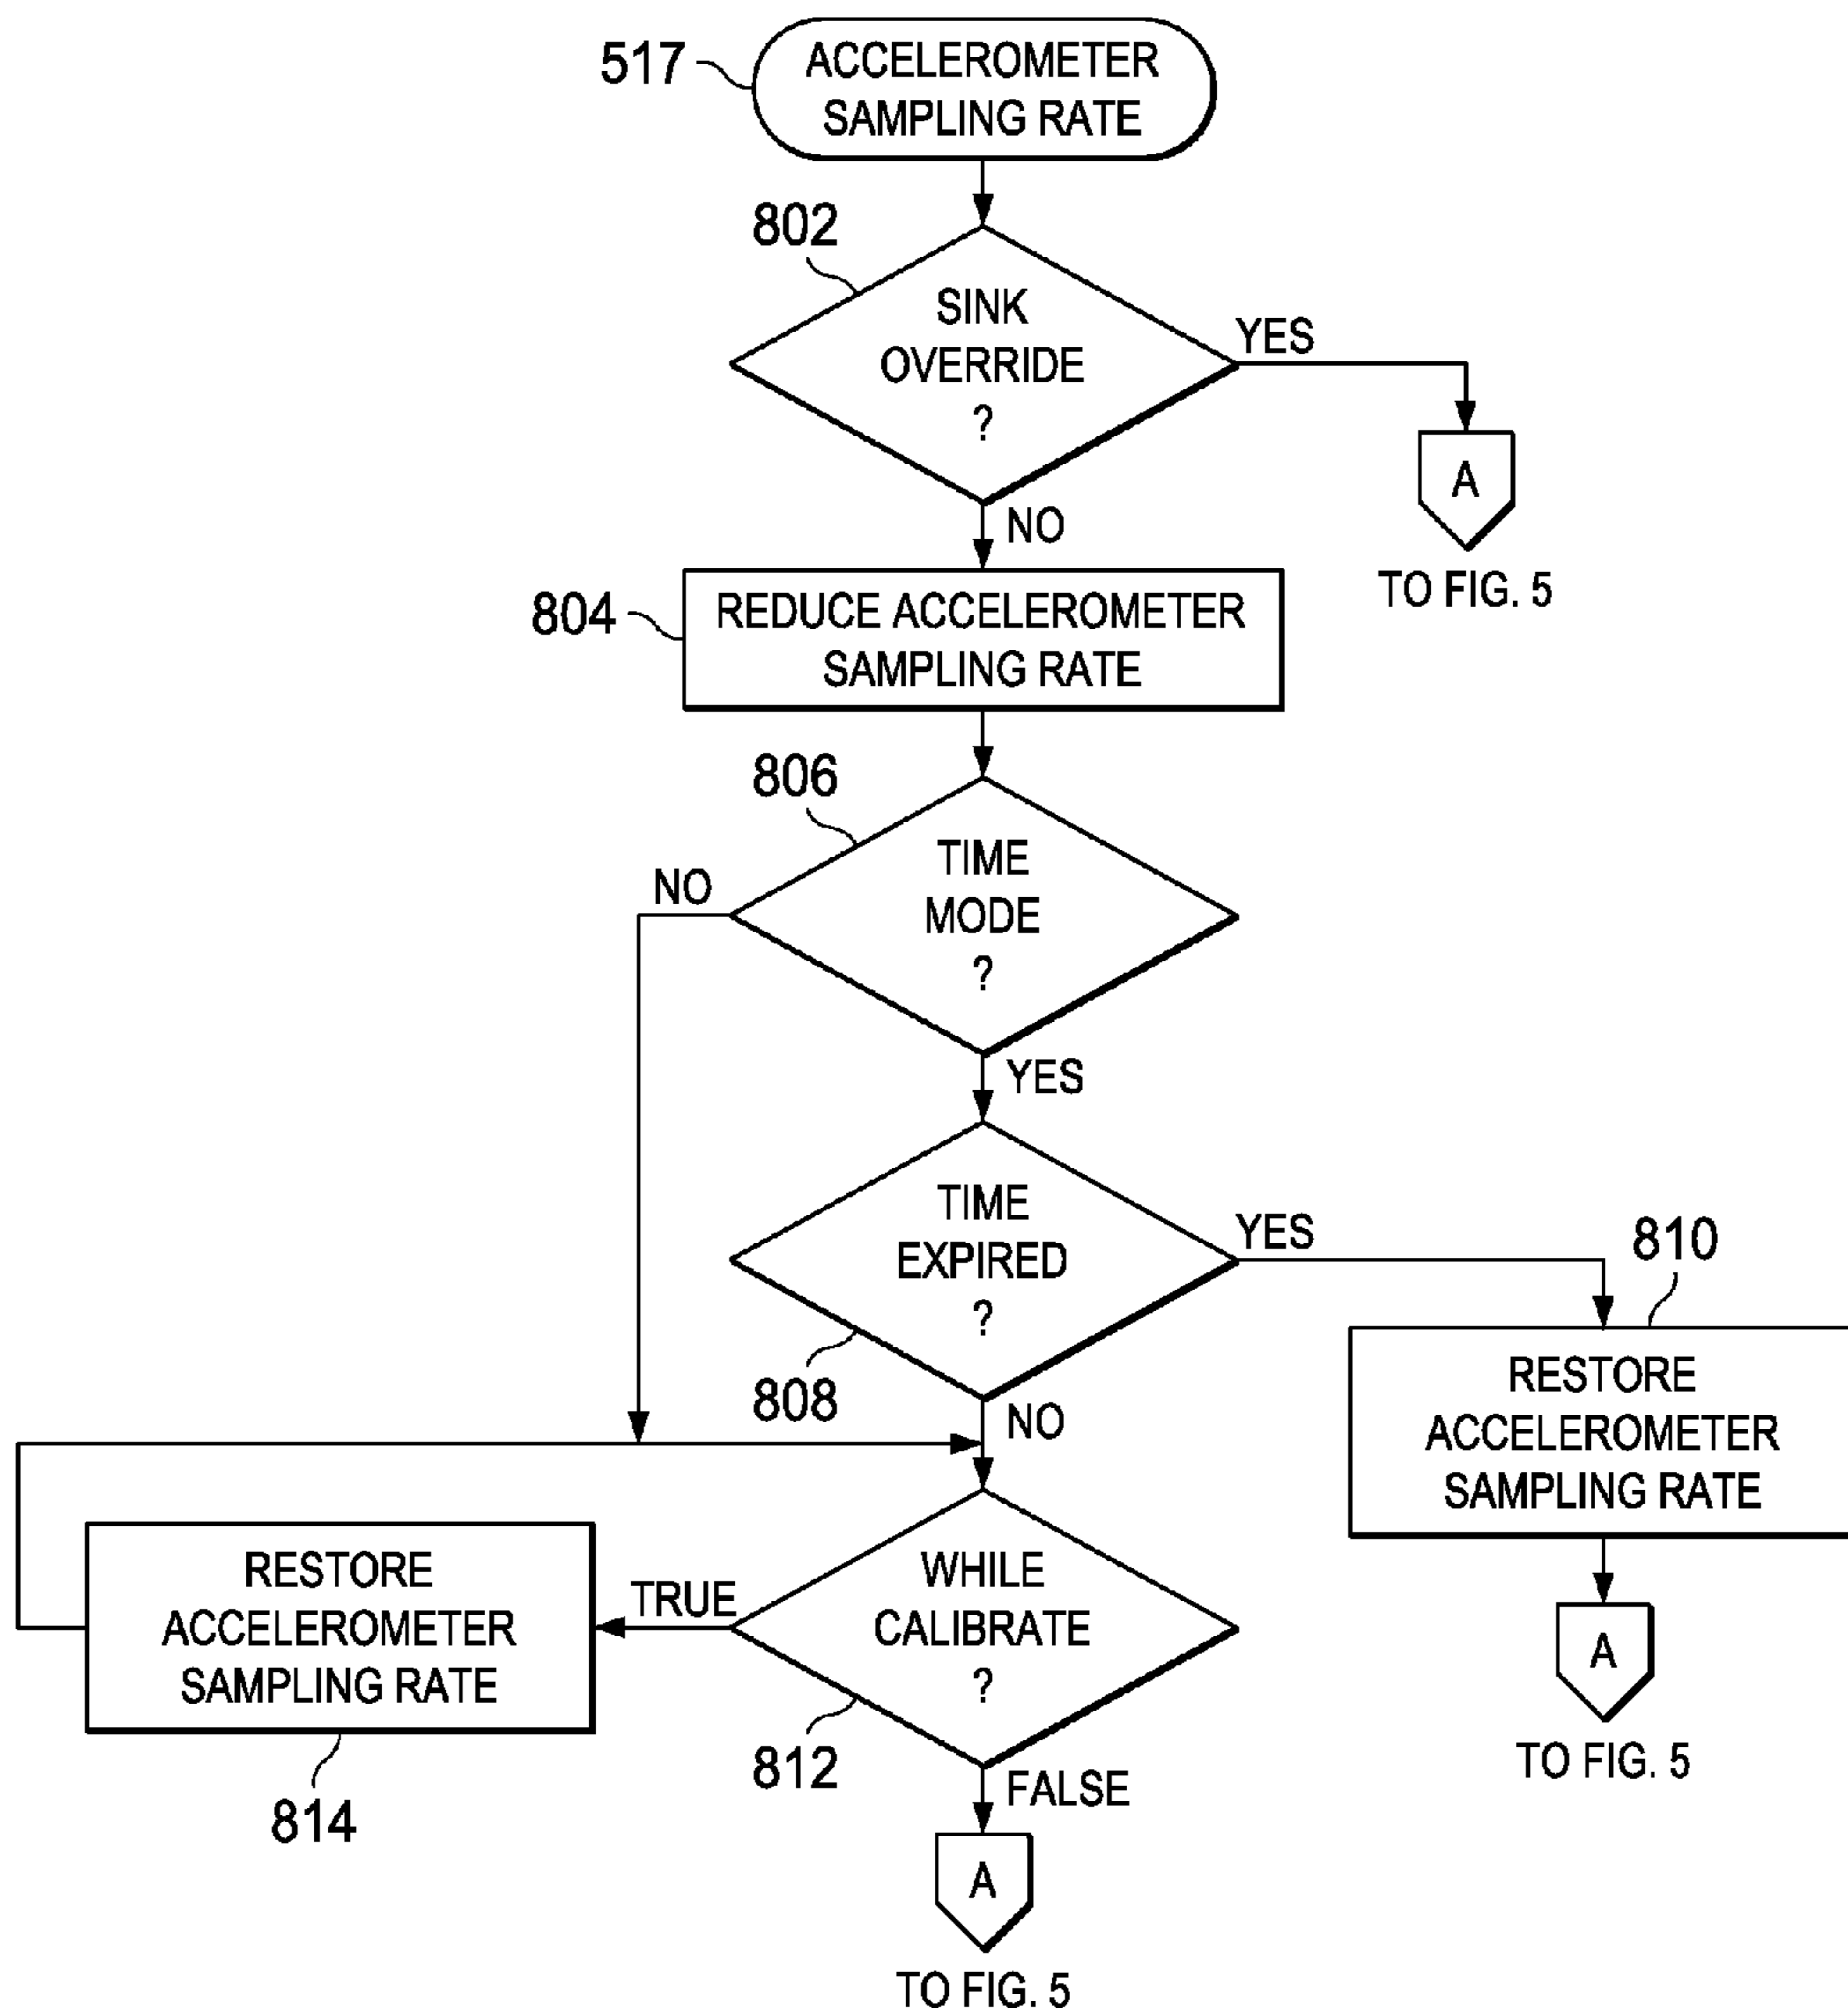 517
ACCELEROMETER
SAMPLING RATE
802
SINK
OVERRIDE
?
YES
A
TO FIG. 5
NO
804
REDUCE ACCELEROMETER
SAMPLING RATE
806
TIME
MODE
?
NO
YES
TIME
EXPIRED
?
YES
808
NO
810
RESTORE
ACCELEROMETER
SAMPLING RATE
A
TO FIG. 5
WHILE
CALIBRATE
?
TRUE
RESTORE
ACCELEROMETER
SAMPLING RATE
814
812
FALSE
A
TO FIG. 5